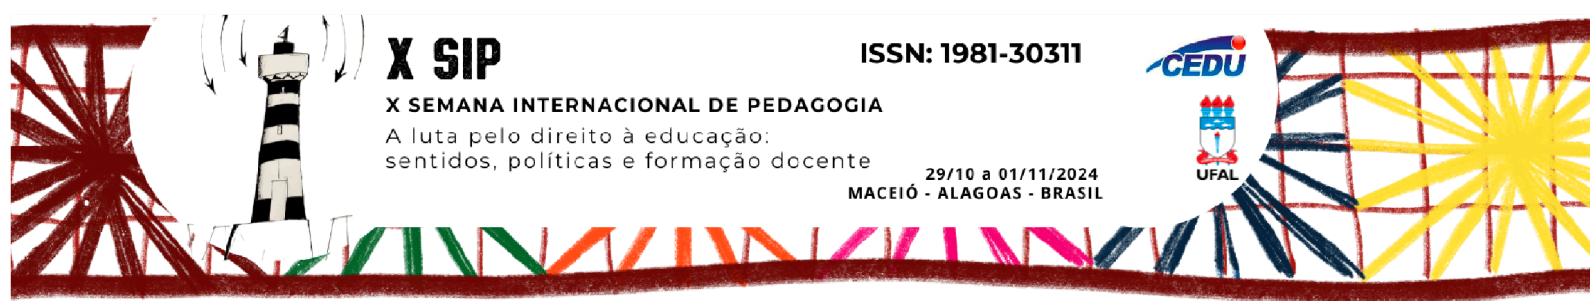 X SIP
ISSN: 1981-30311
CEDU
X SEMANA INTERNACIONAL DE PEDAGOGIA
A luta pelo direito à educação:
sentidos, políticas e formação docente
29/10 a 01/11/2024
MACEIÓ - ALAGOAS - BRASIL
UFAL